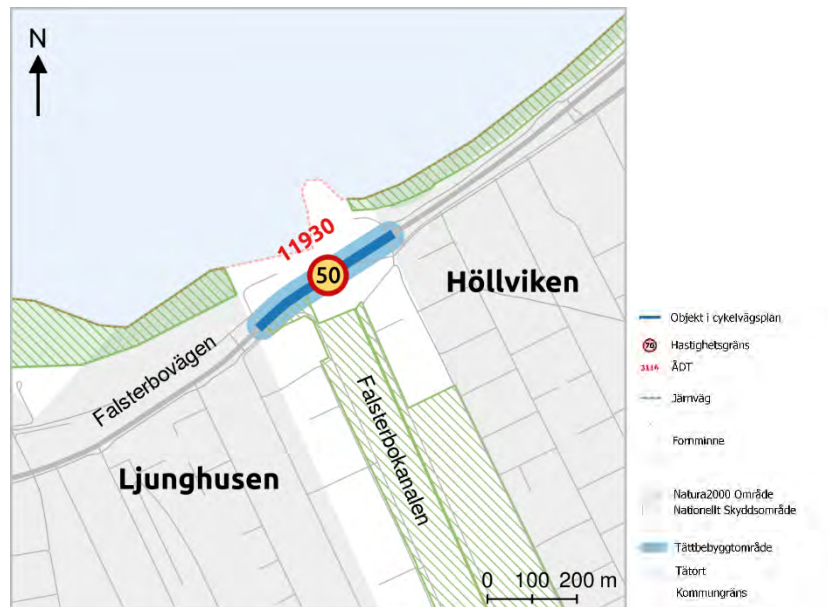 N
11930
50
Höllviken
Falsterbovägen
Falsterbokanalen
Ljunghusen
0 100 200 m
Objekt i cykelvägsplan
70 Hastighetsgräns
3116 ÅDT
Järnväg
Fornminne
Natura2000 Område
Nationellt Skyddsområde
Tättbebyggtområde
Tätort
Kommungräns